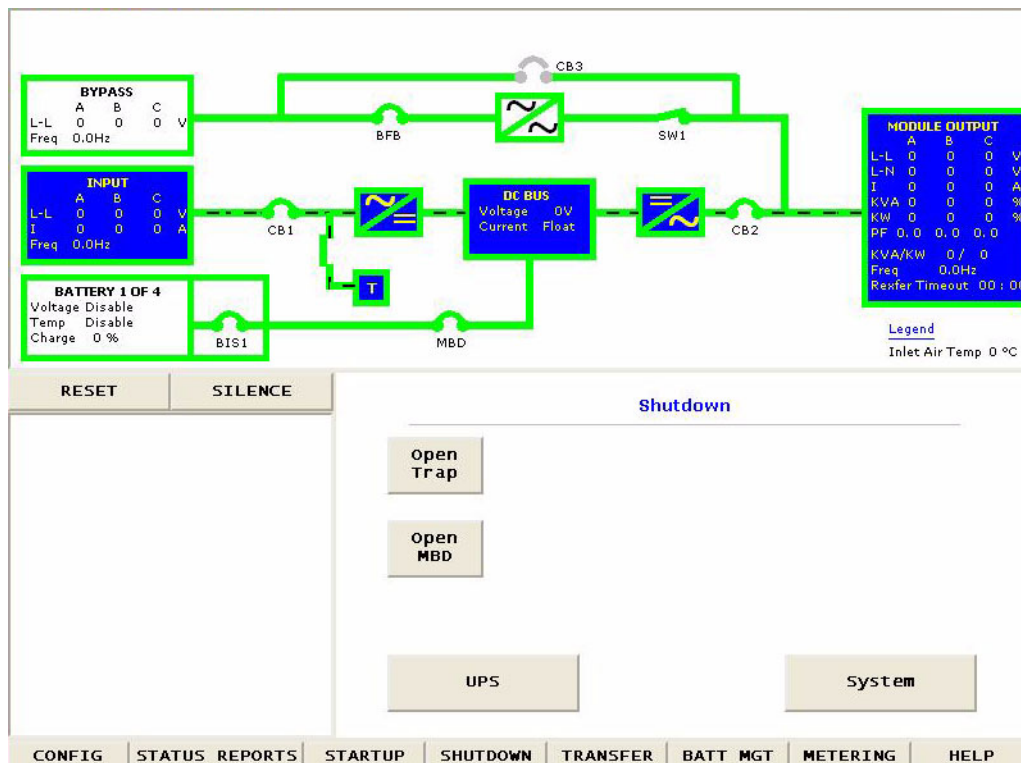 CB3
BYPASS
A B C
L-L 0 0 0 V
Freq 0.0Hz
BFB
SW1
INPUT
A B C
L-L 0 0 0 V
I 0 0 0 A
Freq 0.0Hz
CB1
DC BUS
Voltage 0V
Current Float
CB2
MODULE OUTPUT
A B C
L-L 0 0 0 V
L-N 0 0 0 V
I 0 0 0 A
KVA 0 0 0 %
KW 0 0 0 %
PF 0.0 0.0 0.0
KVA/KW 0 / 0
Freq 0.0Hz
Rexfer Timeout 00 : 00
T
BATTERY 1 OF 4
Voltage Disable
Temp Disable
Charge 0 %
BIS1
MBD
Legend
Inlet Air Temp 0 °C
RESET SILENCE
Shutdown
Open
Trap
Open
MBD
UPS System
CONFIG STATUS REPORTS STARTUP SHUTDOWN TRANSFER BATT MGT METERING HELP